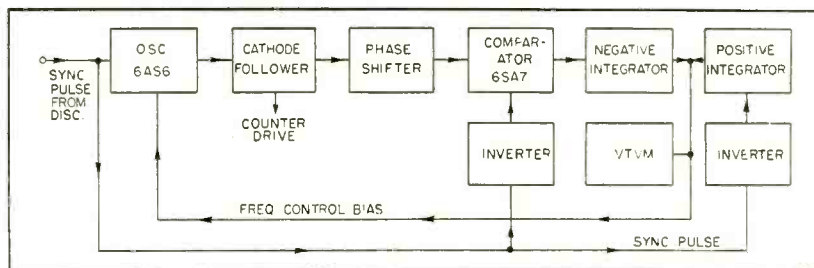 OSC
6AS6
CATHODE
FOLLOWER
PHASE
SHIFTER
COMPAR-
ATOR
6SA7
NEGATIVE
INTEGRATOR
POSITIVE
INTEGRATOR
SYNC
PULSE
FROM
DISC.
COUNTER
DRIVE
INVERTER
VTVM
INVERTER
FREQ CONTROL BIAS
SYNC PULSE